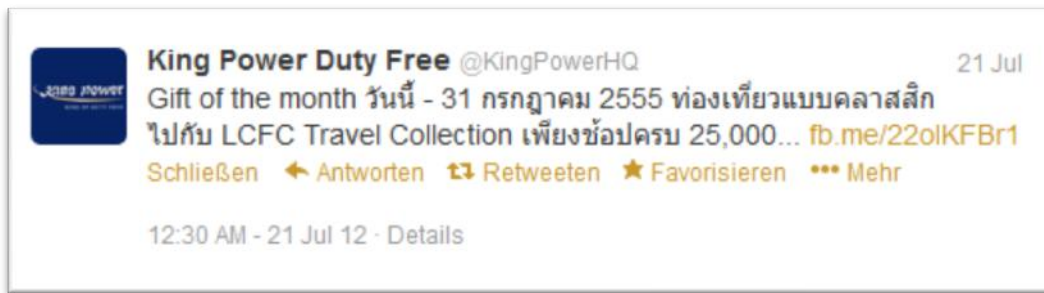 King Power Duty Free @KingPowerHQ 21 Jul
Gift of the month วันนี้ - 31 กรกฎาคม 2555 ท่องเที่ยวแบบคลาสสิก
ไปกับ LCFC Travel Collection เพียงช้อปครบ 25,000... fb.me/22olKFBr1
Schließen Antworten Retweeten Favorisieren Mehr
12:30 AM - 21 Jul 12 · Details